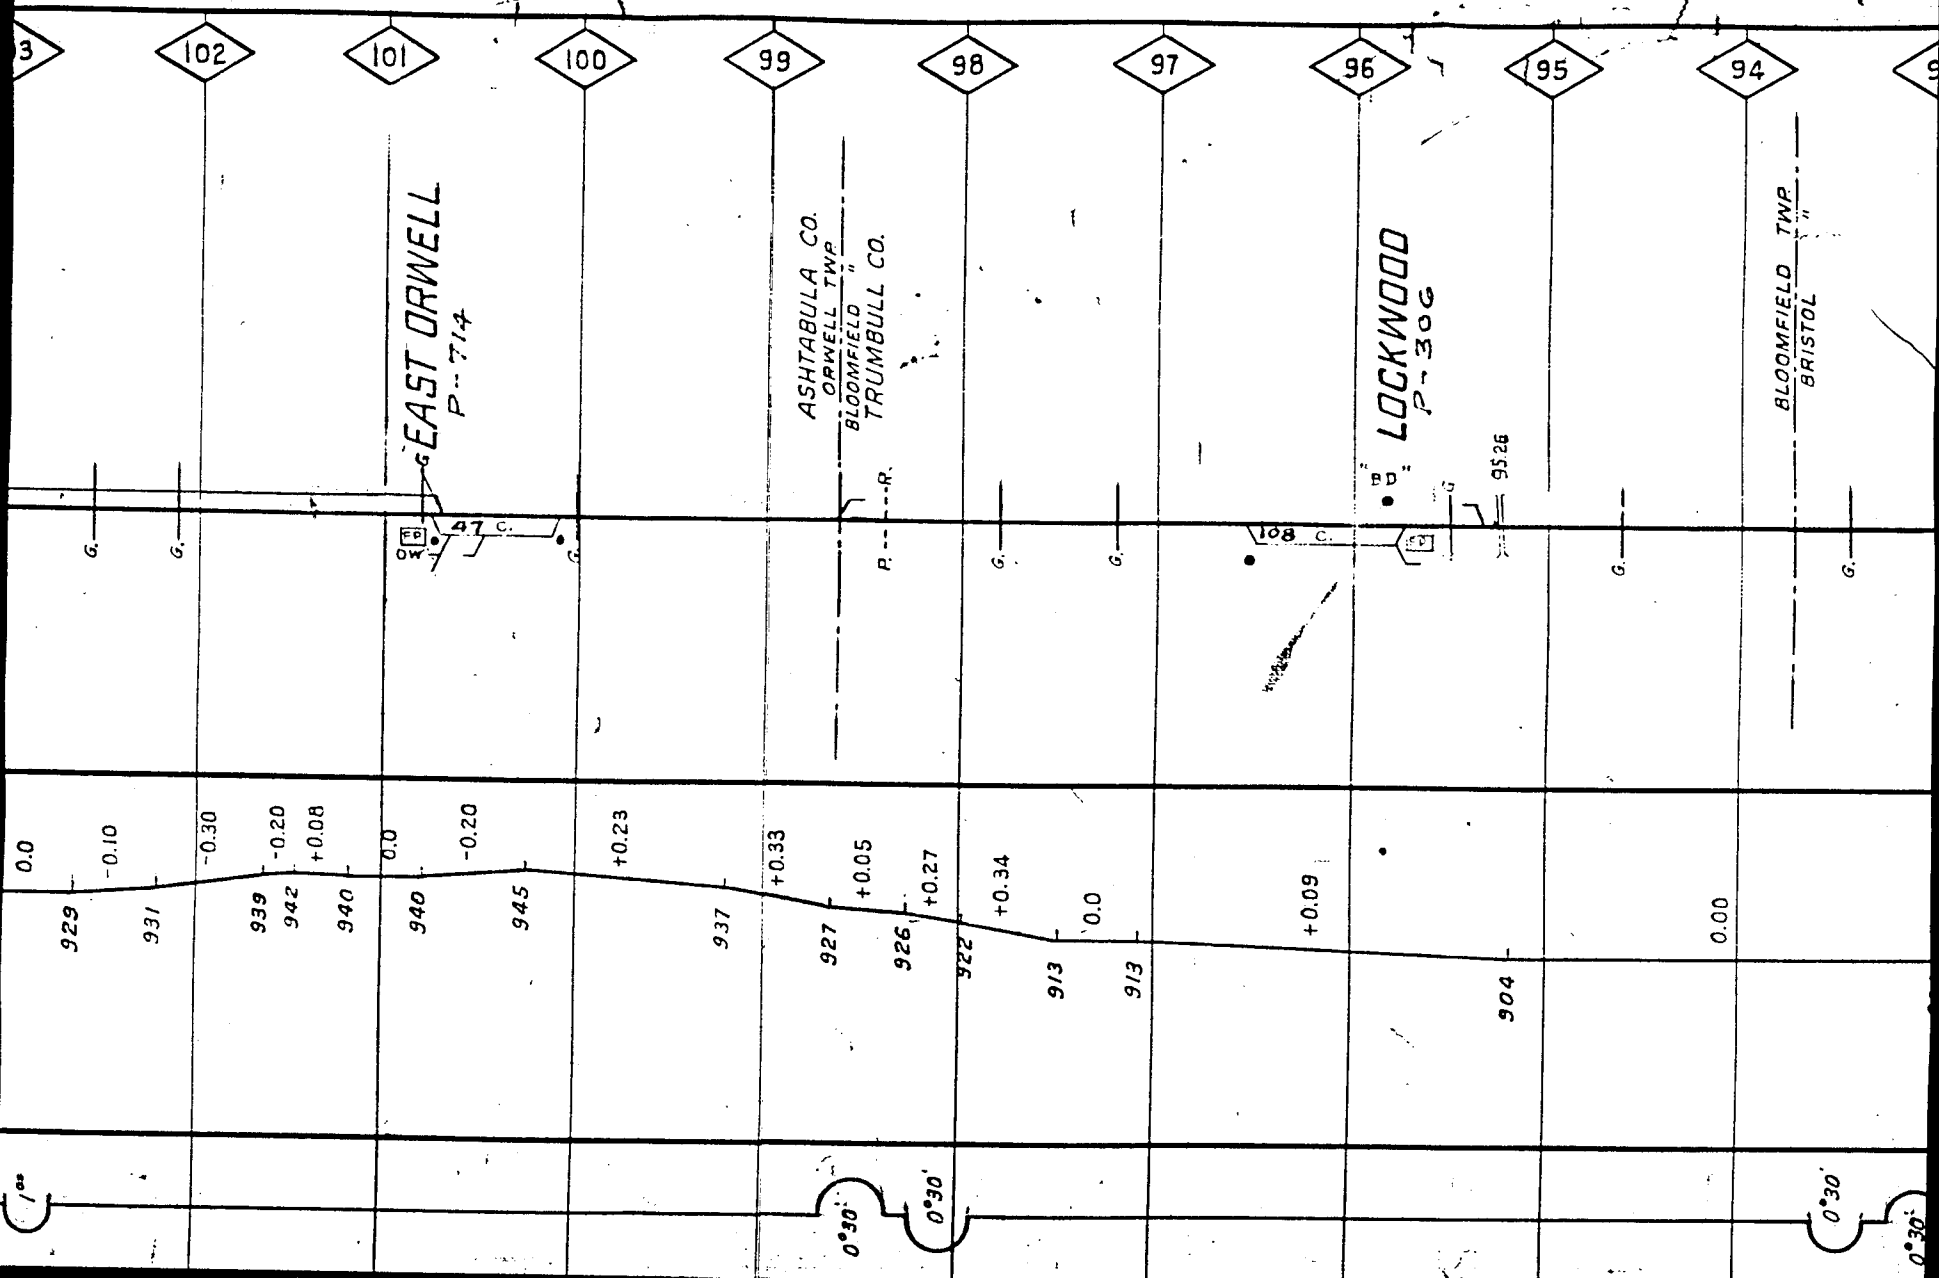 3
102
101
100
99
98
97
96
95
94
9
EAST ORWELL
P--714
ASHTABULA CO.
ORWELL TWP.
BLOOMFIELD "
TRUMBULL CO.
LOCKWOOD
P-306
BLOOMFIELD TWP.
BRISTOL "
G.
G.
G
FD
OW
47 C.
G.
P.----R.
G.
G.
108 C.
"BD"
FD
G
95.26
G.
G.
0.0
-0.10
-0.30
-0.20
+0.08
0.0
-0.20
+0.23
+0.33
+0.05
+0.27
+0.34
0.0
+0.09
0.00
929
931
939
942
940
940
945
937
927
926
922
913
913
904
0°30'
0°30'
0°30'
0°30'